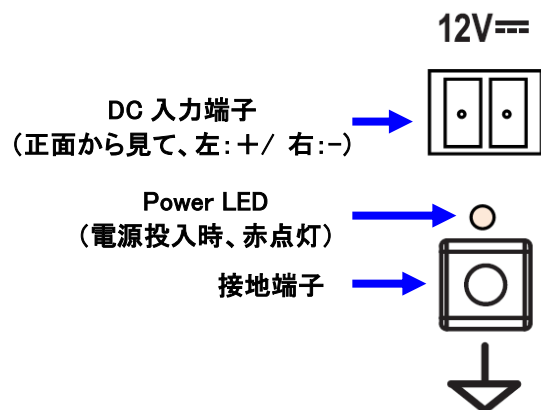 12V
DC 入力端子
（正面から見て、左：＋/ 右：-）
Power LED
（電源投入時、赤点灯）
接地端子